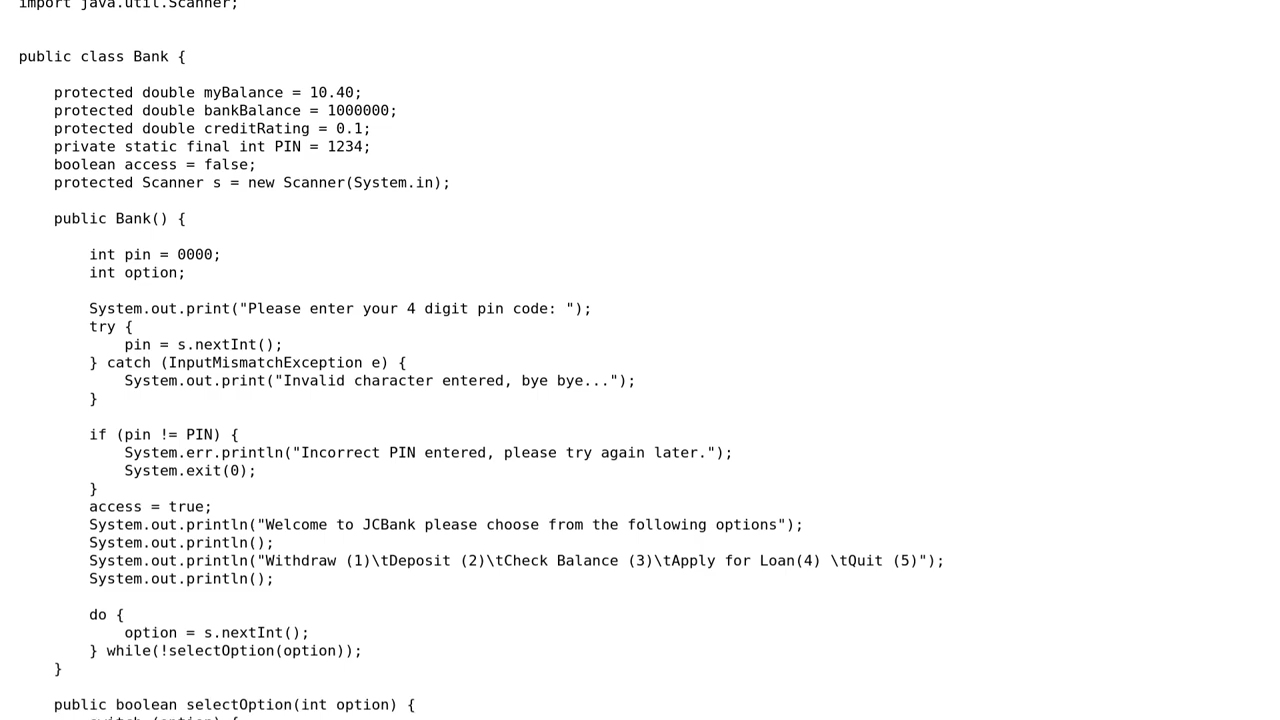 import java.util.Scanner;
public class Bank {
protected double myBalance = 10.40;
protected double bankBalance = 1000000;
protected double creditRating = 0.1;
private static final int PIN = 1234;
boolean access = false;
protected Scanner s = new Scanner(System.in);
public Bank() {
int pin = 0000;
int option;
System.out.print("Please enter your 4 digit pin code: ");
try {
pin = s.nextInt();
} catch (InputMismatchException e) {
System.out.print("Invalid character entered, bye bye...");
}
if (pin != PIN) {
System.err.println("Incorrect PIN entered, please try again later.");
System.exit(0);
}
access = true;
System.out.println("Welcome to JCBank please choose from the following options");
System.out.println();
System.out.println("Withdraw (1)\tDeposit (2)\tCheck Balance (3)\tApply for Loan(4) \tQuit (5)");
System.out.println();
do {
option = s.nextInt();
} while(!selectOption(option));
}
public boolean selectOption(int option) {
switch (option) {